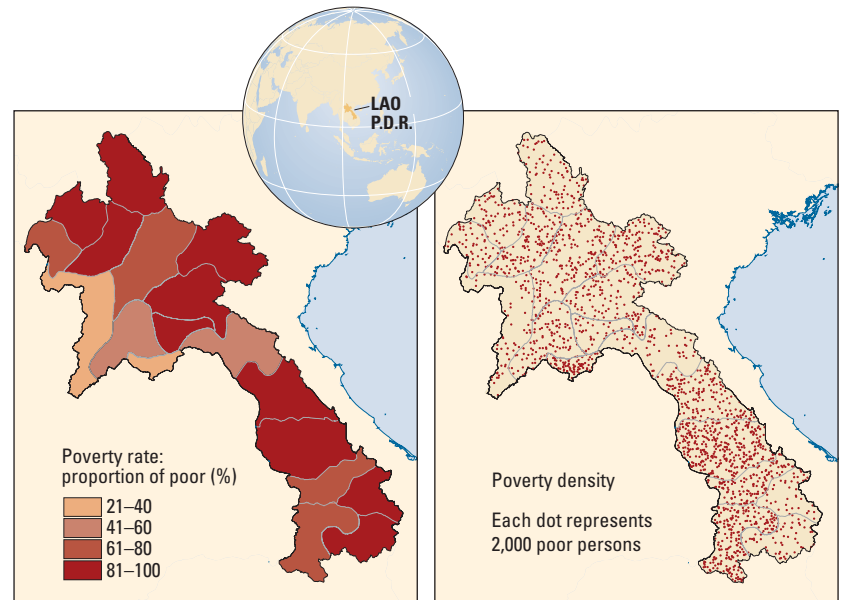 LAO
P.D.R.
Poverty rate:
proportion of poor (%)
21–40
41–60
61–80
81–100
Poverty density
Each dot represents
2,000 poor persons